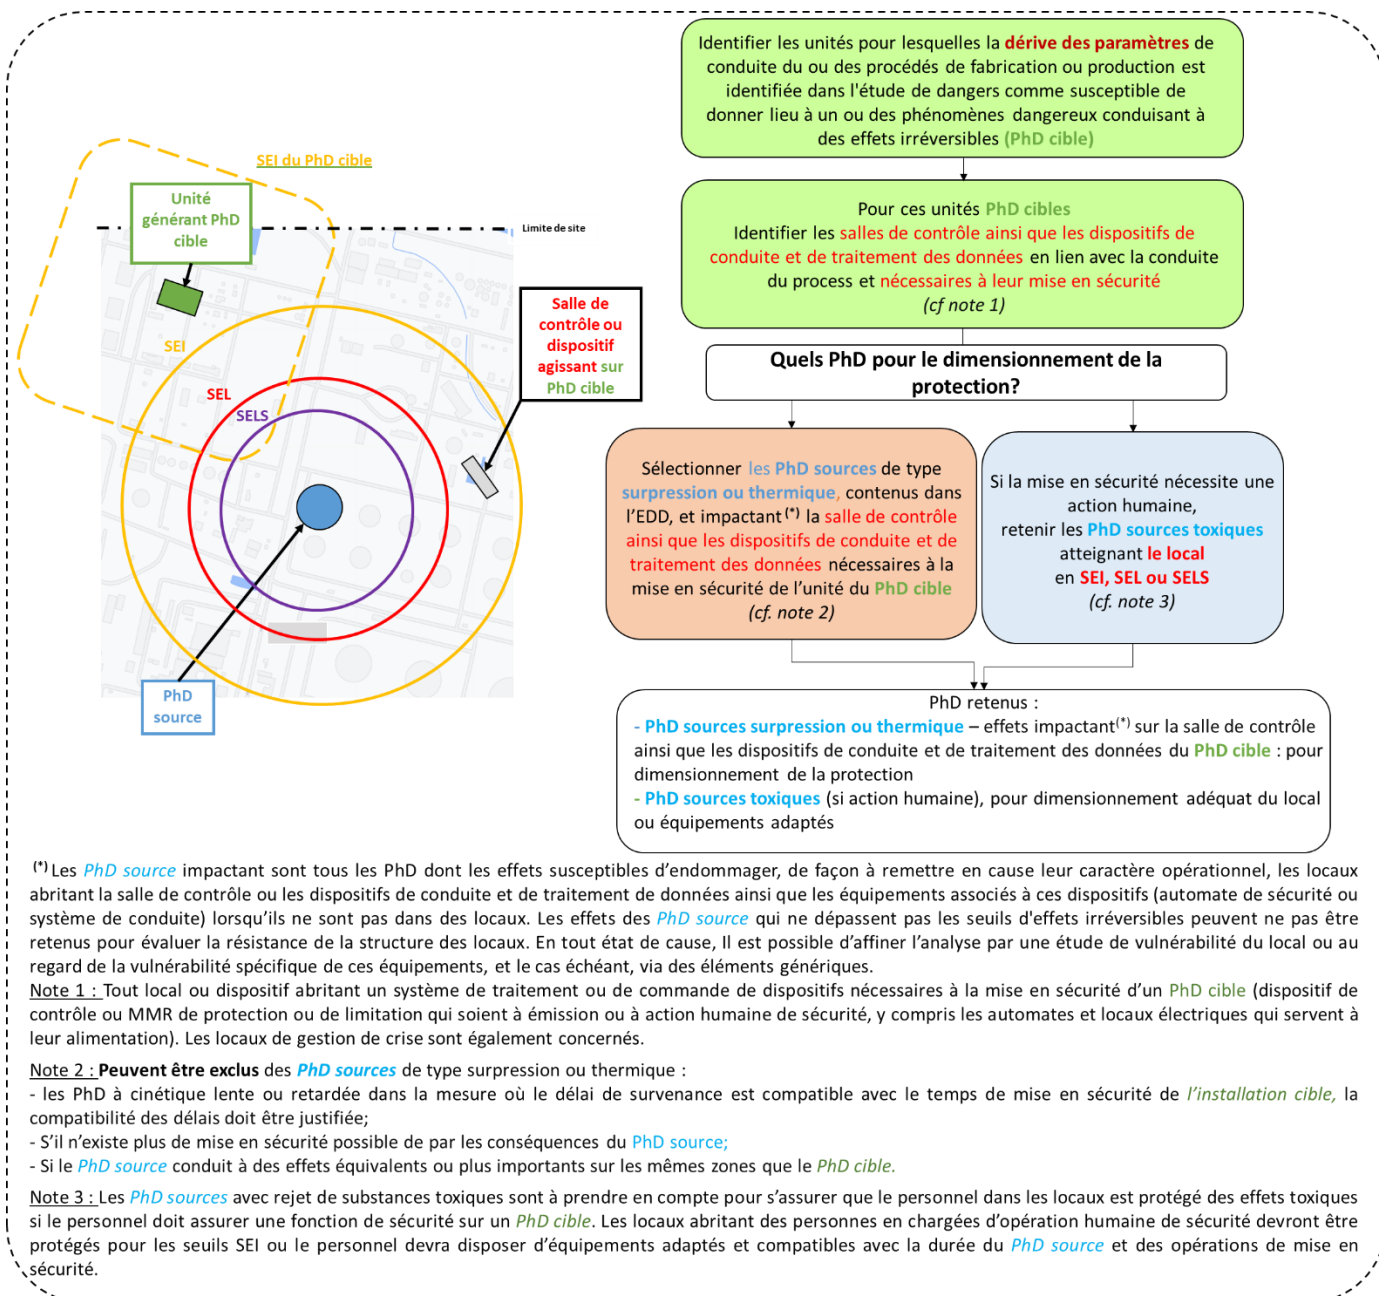 Identifier les unités pour lesquelles la dérive des paramètres de
conduite du ou des procédés de fabrication ou production est
identifiée dans l'étude de dangers comme susceptible de
donner lieu à un ou des phénomènes dangereux conduisant à
des effets irréversibles (PhD cible)
SEI du PhD cible
Unité
générant PhD
cible
Limite de site
Pour ces unités PhD cibles
Identifier les salles de contrôle ainsi que les dispositifs de
conduite et de traitement des données en lien avec la conduite
du process et nécessaires à leur mise en sécurité
(cf note 1)
Salle de
contrôle ou
dispositif
agissant sur
PhD cible
SEI
SEL
SELS
PhD
source
Quels PhD pour le dimensionnement de la
protection?
Sélectionner les PhD sources de type
surpression ou thermique, contenus dans
l'EDD, et impactant(*) la salle de contrôle
ainsi que les dispositifs de conduite et de
traitement des données nécessaires à la
mise en sécurité de l'unité du PhD cible
(cf. note 2)
Si la mise en sécurité nécessite une
action humaine,
retenir les PhD sources toxiques
atteignant le local
en SEI, SEL ou SELS
(cf. note 3)
PhD retenus :
- PhD sources surpression ou thermique – effets impactant(*) sur la salle de contrôle
ainsi que les dispositifs de conduite et de traitement des données du PhD cible : pour
dimensionnement de la protection
- PhD sources toxiques (si action humaine), pour dimensionnement adéquat du local
ou équipements adaptés
(*) Les PhD source impactant sont tous les PhD dont les effets susceptibles d'endommager, de façon à remettre en cause leur caractère opérationnel, les locaux
abritant la salle de contrôle ou les dispositifs de conduite et de traitement de données ainsi que les équipements associés à ces dispositifs (automate de sécurité ou
système de conduite) lorsqu'ils ne sont pas dans des locaux. Les effets des PhD source qui ne dépassent pas les seuils d'effets irréversibles peuvent ne pas être
retenus pour évaluer la résistance de la structure des locaux. En tout état de cause, Il est possible d'affiner l'analyse par une étude de vulnérabilité du local ou au
regard de la vulnérabilité spécifique de ces équipements, et le cas échéant, via des éléments génériques.
Note 1 : Tout local ou dispositif abritant un système de traitement ou de commande de dispositifs nécessaires à la mise en sécurité d'un PhD cible (dispositif de
contrôle ou MMR de protection ou de limitation qui soient à émission ou à action humaine de sécurité, y compris les automates et locaux électriques qui servent à
leur alimentation). Les locaux de gestion de crise sont également concernés.
Note 2 : Peuvent être exclus des PhD sources de type surpression ou thermique :
- les PhD à cinétique lente ou retardée dans la mesure où le délai de survenance est compatible avec le temps de mise en sécurité de l'installation cible, la
compatibilité des délais doit être justifiée;
- S'il n'existe plus de mise en sécurité possible de par les conséquences du PhD source;
- Si le PhD source conduit à des effets équivalents ou plus importants sur les mêmes zones que le PhD cible.
Note 3 : Les PhD sources avec rejet de substances toxiques sont à prendre en compte pour s'assurer que le personnel dans les locaux est protégé des effets toxiques
si le personnel doit assurer une fonction de sécurité sur un PhD cible. Les locaux abritant des personnes en chargées d'opération humaine de sécurité devront être
protégés pour les seuils SEI ou le personnel devra disposer d'équipements adaptés et compatibles avec la durée du PhD source et des opérations de mise en
sécurité.